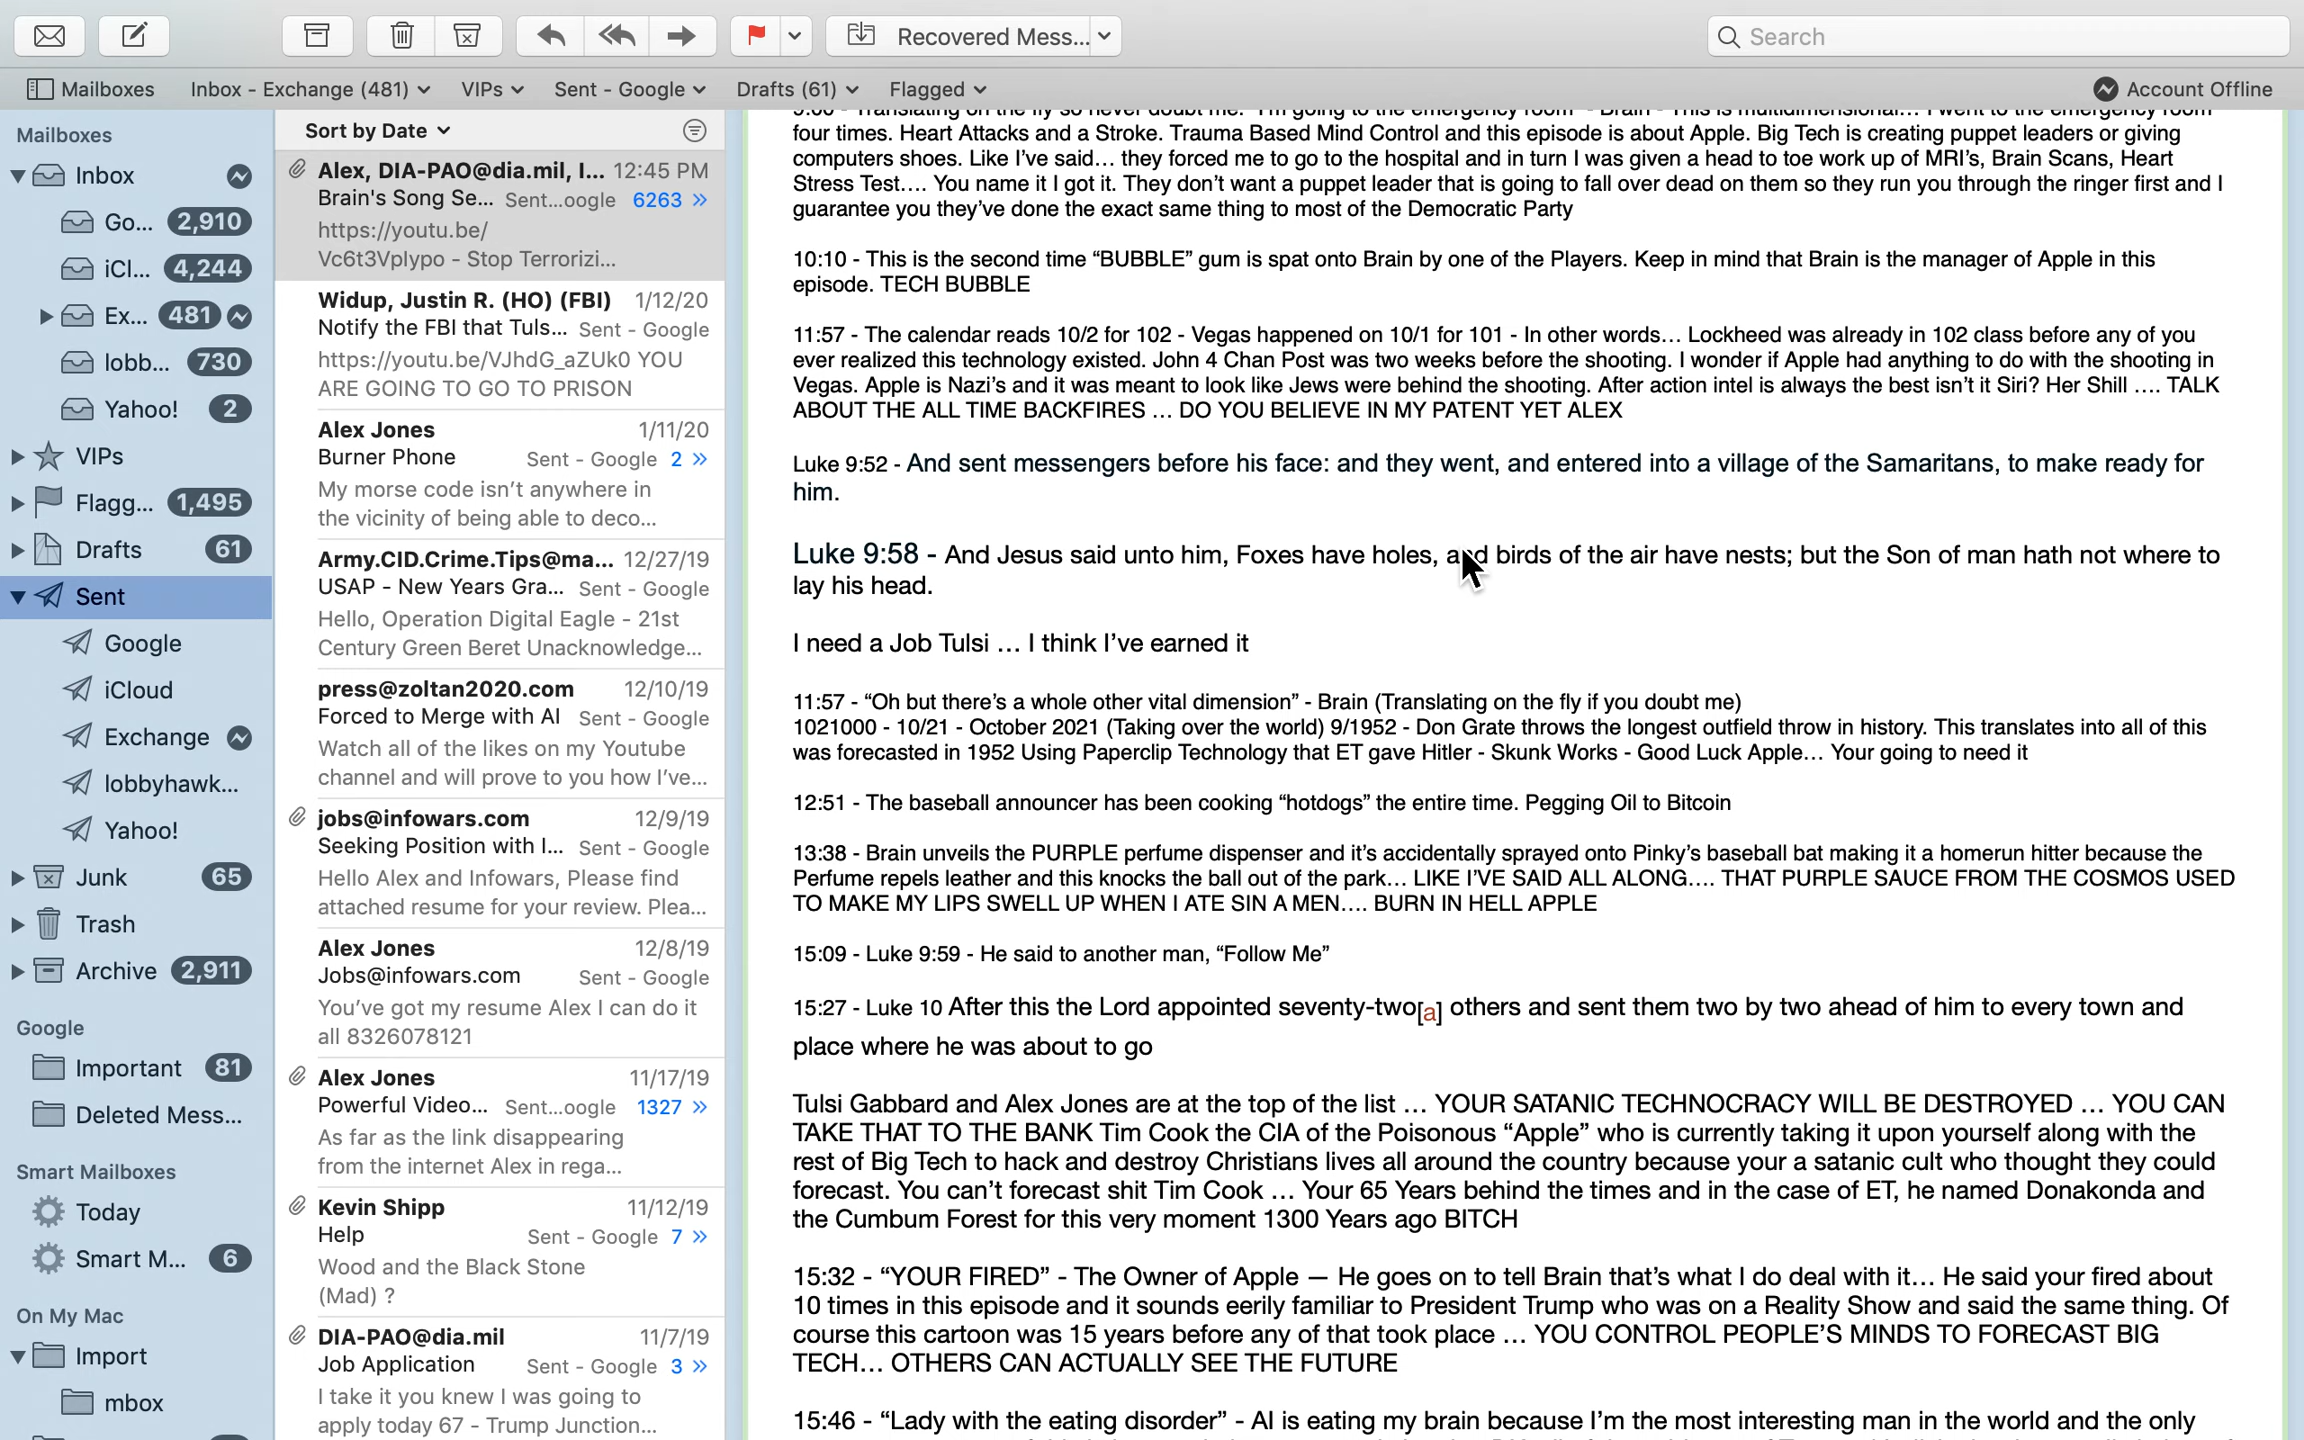 Recovered Mess...
Search
Mailboxes
Inbox - Exchange (481)
VIPs
Sent - Google
Drafts (61)
Flagged
Account Offline
Mailboxes
Inbox
Go... 2,910
iCl... 4,244
Ex... 481
lobb... 730
Yahoo! 2
VIPs
Flagg... 1,495
Drafts 61
Sent
Google
iCloud
Exchange
lobbyhawk...
Yahoo!
Junk 65
Trash
Archive 2,911
Google
Important 81
Deleted Mess...
Smart Mailboxes
Today
Smart M... 6
On My Mac
Import
mbox
Sort by Date
Alex, DIA-PAO@dia.mil, I... 12:45 PM
Brain's Song Se... Sent...oogle 6263 »
https://youtu.be/
Vc6t3Vplypo - Stop Terrorizi...
Widup, Justin R. (HO) (FBI) 1/12/20
Notify the FBI that Tuls... Sent - Google
https://youtu.be/VJhdG_aZUk0 YOU
ARE GOING TO GO TO PRISON
Alex Jones 1/11/20
Burner Phone Sent - Google 2 »
My morse code isn't anywhere in
the vicinity of being able to deco...
Army.CID.Crime.Tips@ma... 12/27/19
USAP - New Years Gra... Sent - Google
Hello, Operation Digital Eagle - 21st
Century Green Beret Unacknowledge...
press@zoltan2020.com 12/10/19
Forced to Merge with AI Sent - Google
Watch all of the likes on my Youtube
channel and will prove to you how I've...
jobs@infowars.com 12/9/19
Seeking Position with I... Sent - Google
Hello Alex and Infowars, Please find
attached resume for your review. Plea...
Alex Jones 12/8/19
Jobs@infowars.com Sent - Google
You've got my resume Alex I can do it
all 8326078121
Alex Jones 11/17/19
Powerful Video... Sent...oogle 1327 »
As far as the link disappearing
from the internet Alex in rega...
Kevin Shipp 11/12/19
Help Sent - Google 7 »
Wood and the Black Stone
(Mad) ?
DIA-PAO@dia.mil 11/7/19
Job Application Sent - Google 3 »
I take it you knew I was going to
apply today 67 - Trump Junction...
9:00 - Translating on the fly so never doubt me. "I'm going to the emergency room" - Brain - This is multidimensional... I went to the emergency room
four times. Heart Attacks and a Stroke. Trauma Based Mind Control and this episode is about Apple. Big Tech is creating puppet leaders or giving
computers shoes. Like I've said... they forced me to go to the hospital and in turn I was given a head to toe work up of MRI's, Brain Scans, Heart
Stress Test.... You name it I got it. They don't want a puppet leader that is going to fall over dead on them so they run you through the ringer first and I
guarantee you they've done the exact same thing to most of the Democratic Party
10:10 - This is the second time "BUBBLE" gum is spat onto Brain by one of the Players. Keep in mind that Brain is the manager of Apple in this
episode. TECH BUBBLE
11:57 - The calendar reads 10/2 for 102 - Vegas happened on 10/1 for 101 - In other words... Lockheed was already in 102 class before any of you
ever realized this technology existed. John 4 Chan Post was two weeks before the shooting. I wonder if Apple had anything to do with the shooting in
Vegas. Apple is Nazi's and it was meant to look like Jews were behind the shooting. After action intel is always the best isn't it Siri? Her Shill .... TALK
ABOUT THE ALL TIME BACKFIRES ... DO YOU BELIEVE IN MY PATENT YET ALEX
Luke 9:52 - And sent messengers before his face: and they went, and entered into a village of the Samaritans, to make ready for
him.
Luke 9:58 - And Jesus said unto him, Foxes have holes, and birds of the air have nests; but the Son of man hath not where to
lay his head.
I need a Job Tulsi ... I think I've earned it
11:57 - "Oh but there's a whole other vital dimension" - Brain (Translating on the fly if you doubt me)
1021000 - 10/21 - October 2021 (Taking over the world) 9/1952 - Don Grate throws the longest outfield throw in history. This translates into all of this
was forecasted in 1952 Using Paperclip Technology that ET gave Hitler - Skunk Works - Good Luck Apple... Your going to need it
12:51 - The baseball announcer has been cooking "hotdogs" the entire time. Pegging Oil to Bitcoin
13:38 - Brain unveils the PURPLE perfume dispenser and it's accidentally sprayed onto Pinky's baseball bat making it a homerun hitter because the
Perfume repels leather and this knocks the ball out of the park... LIKE I'VE SAID ALL ALONG.... THAT PURPLE SAUCE FROM THE COSMOS USED
TO MAKE MY LIPS SWELL UP WHEN I ATE SIN A MEN.... BURN IN HELL APPLE
15:09 - Luke 9:59 - He said to another man, "Follow Me"
15:27 - Luke 10 After this the Lord appointed seventy-two[a] others and sent them two by two ahead of him to every town and
place where he was about to go
Tulsi Gabbard and Alex Jones are at the top of the list ... YOUR SATANIC TECHNOCRACY WILL BE DESTROYED ... YOU CAN
TAKE THAT TO THE BANK Tim Cook the CIA of the Poisonous "Apple" who is currently taking it upon yourself along with the
rest of Big Tech to hack and destroy Christians lives all around the country because your a satanic cult who thought they could
forecast. You can't forecast shit Tim Cook ... Your 65 Years behind the times and in the case of ET, he named Donakonda and
the Cumbum Forest for this very moment 1300 Years ago BITCH
15:32 - "YOUR FIRED" - The Owner of Apple — He goes on to tell Brain that's what I do deal with it... He said your fired about
10 times in this episode and it sounds eerily familiar to President Trump who was on a Reality Show and said the same thing. Of
course this cartoon was 15 years before any of that took place ... YOU CONTROL PEOPLE'S MINDS TO FORECAST BIG
TECH... OTHERS CAN ACTUALLY SEE THE FUTURE
15:46 - "Lady with the eating disorder" - AI is eating my brain because I'm the most interesting man in the world and the only